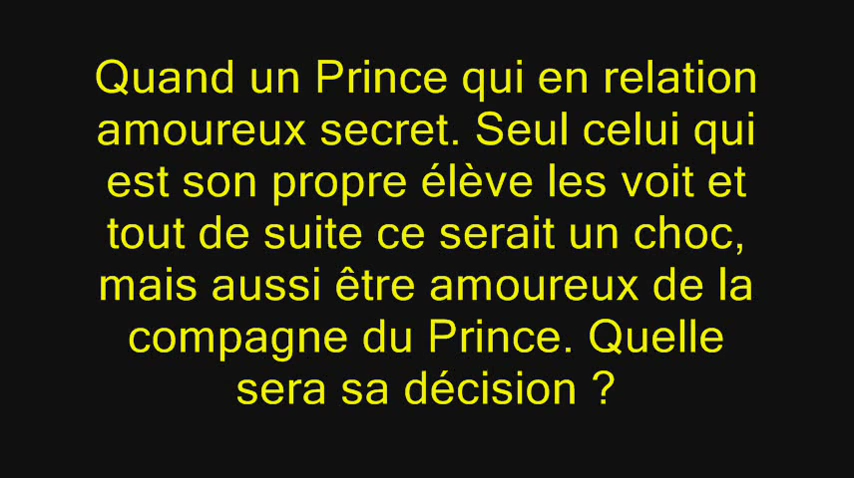 Quand un Prince qui en relation
amoureux secret. Seul celui qui
est son propre élève les voit et
tout de suite ce serait un choc,
mais aussi être amoureux de la
compagne du Prince. Quelle
sera sa décision ?